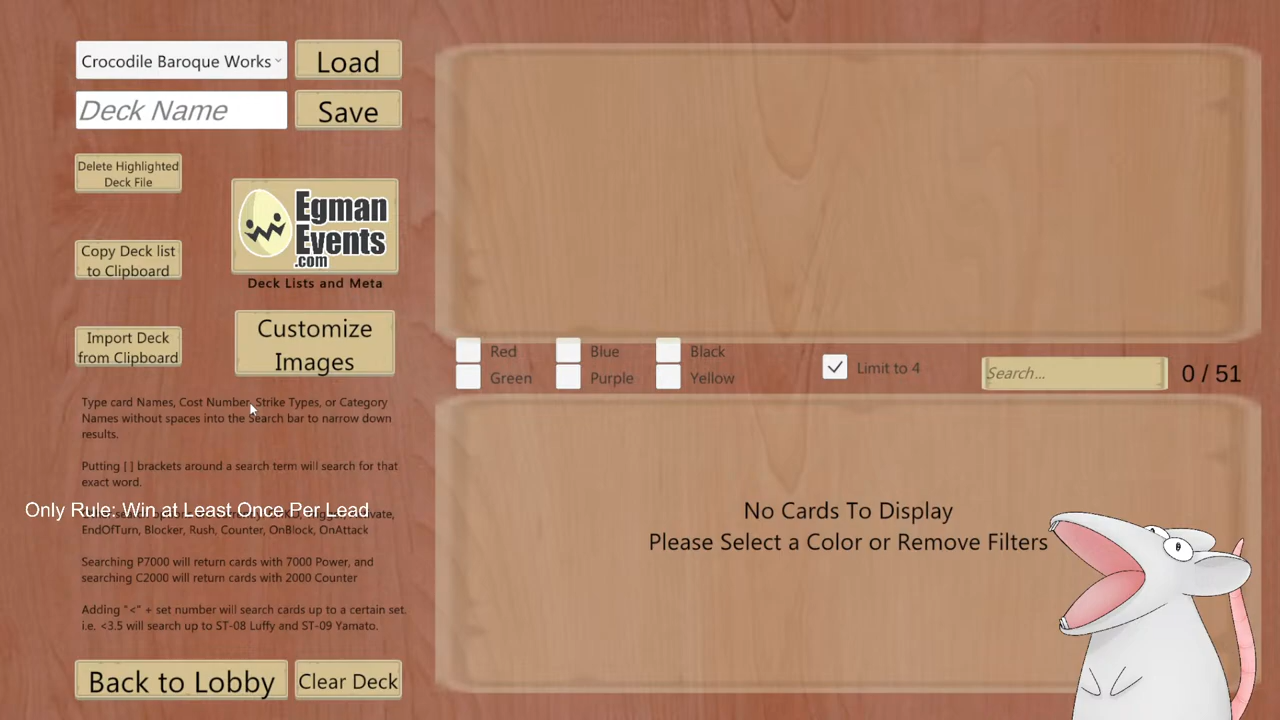 Crocodile Baroque Works
Load
Deck Name
Save
Delete Highlighted
Deck File
Egman
Events
.com
Deck Lists and Meta
Copy Deck list
to Clipboard
Import Deck
from Clipboard
Customize
Images
Red
Blue
Black
Green
Purple
Yellow
Limit to 4
Search...
0 / 51
Type card Names, Cost Number, Strike Types, or Category
Names without spaces into the Search bar to narrow down
results.
Putting [ ] brackets around a search term will search for that
exact word.
Only Rule: Win at Least Once Per Lead
EndOfTurn, Blocker, Rush, Counter, OnBlock, OnAttack
Searching P7000 will return cards with 7000 Power, and
searching C2000 will return cards with 2000 Counter
Adding "<" + set number will search cards up to a certain set.
i.e. <3.5 will search up to ST-08 Luffy and ST-09 Yamato.
No Cards To Display
Please Select a Color or Remove Filters
Back to Lobby
Clear Deck